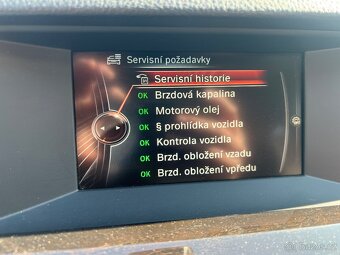 Servisní požadavky
Servisní historie
OK Brzdová kapalina
OK Motorový olej
OK § prohlídka vozidla
OK Kontrola vozidla
OK Brzd. obložení vzadu
OK Brzd. obložení vpředu